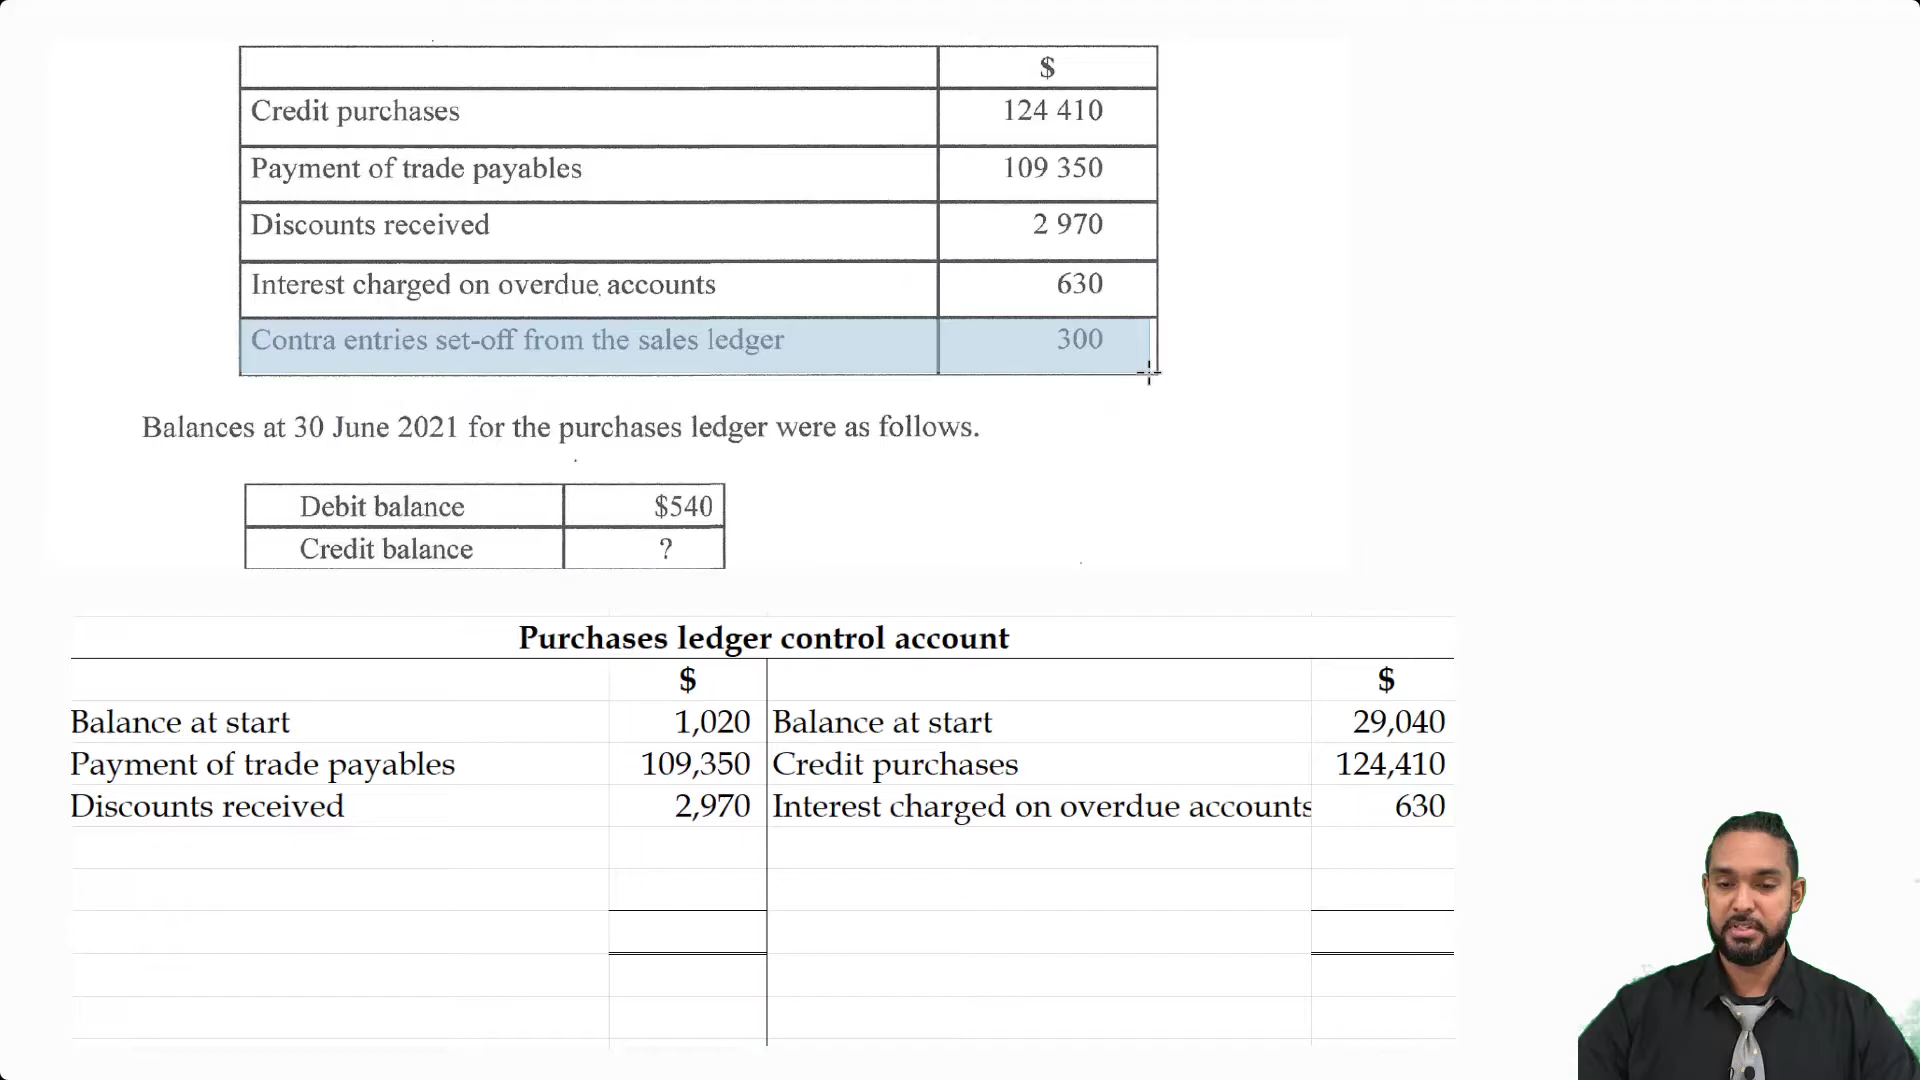 $
Credit purchases 124 410
Payment of trade payables 109 350
Discounts received 2 970
Interest charged on overdue accounts 630
Contra entries set-off from the sales ledger 300
Balances at 30 June 2021 for the purchases ledger were as follows.
Debit balance $540
Credit balance ?
Purchases ledger control account
$ $
Balance at start 1,020 Balance at start 29,040
Payment of trade payables 109,350 Credit purchases 124,410
Discounts received 2,970 Interest charged on overdue accounts 630